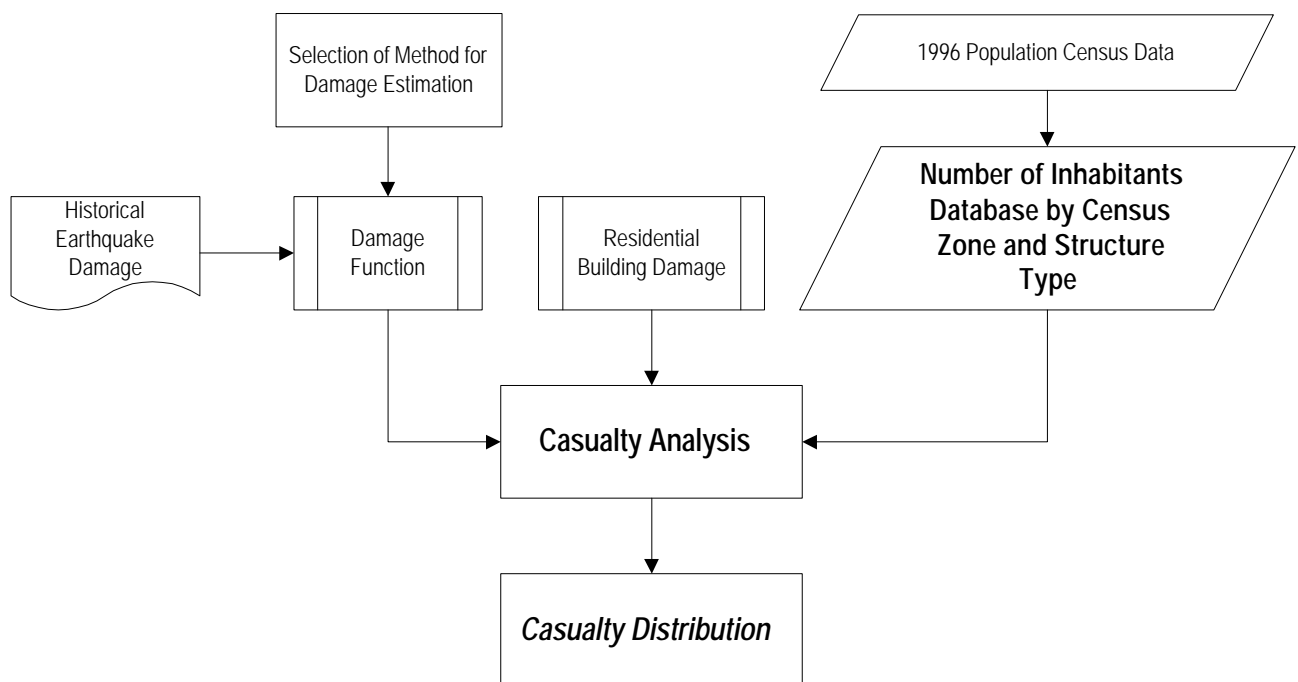 Selection of Method for
Damage Estimation
1996 Population Census Data
Historical
Earthquake
Damage
Damage
Function
Residential
Building Damage
Number of Inhabitants
Database by Census
Zone and Structure
Type
Casualty Analysis
Casualty Distribution